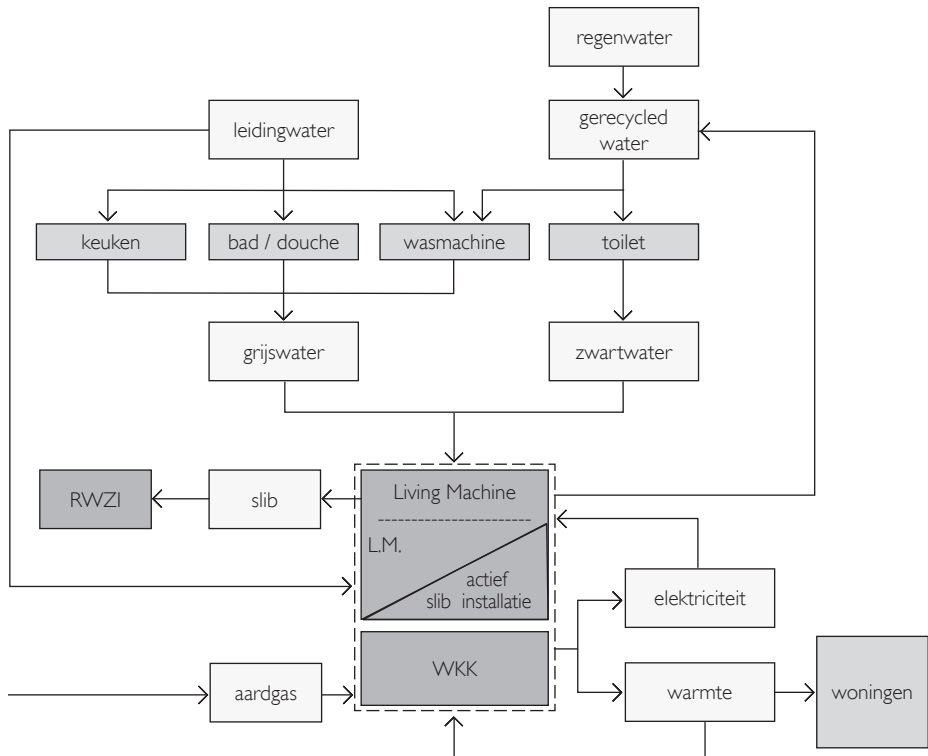 regenwater
leidingwater
gerecycled
water
keuken
bad / douche
wasmachine
toilet
grijswater
zwartwater
RWZI
slib
Living Machine
L.M.
actief
slib installatie
elektriciteit
WKK
aardgas
warmte
woningen